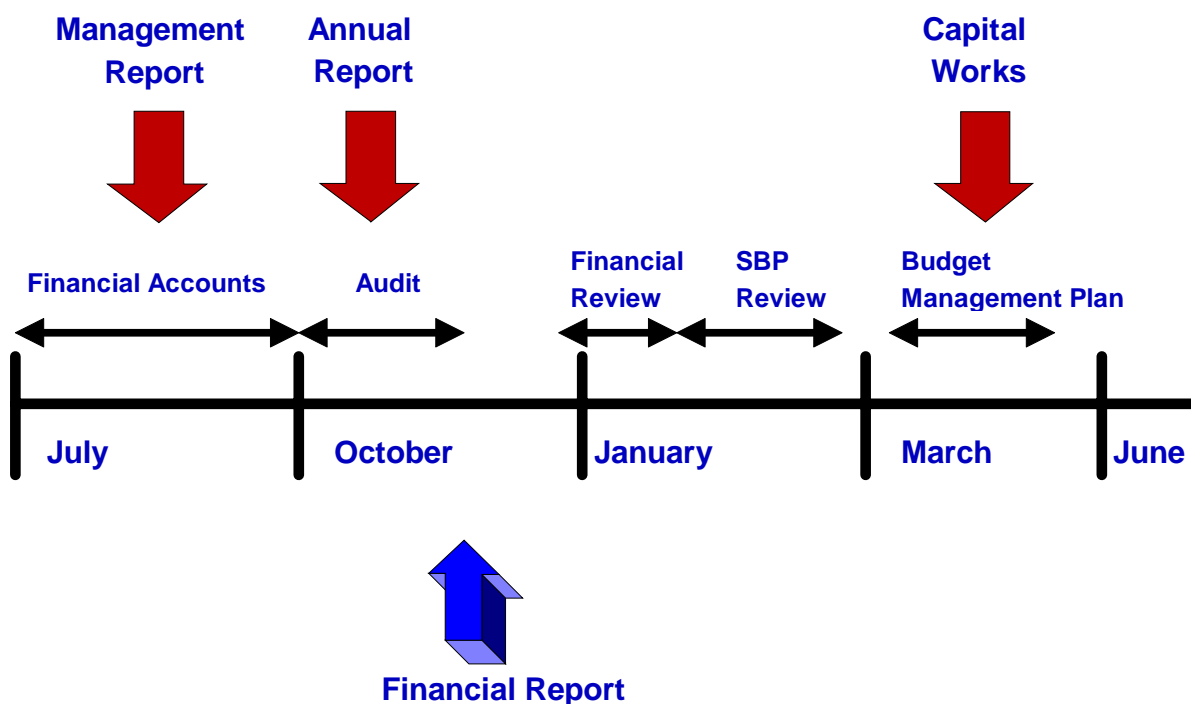 Management
Report
Annual
Report
Capital
Works
Financial Accounts
Audit
Financial
Review
SBP
Review
Budget
Management Plan
July
October
January
March
June
Financial Report